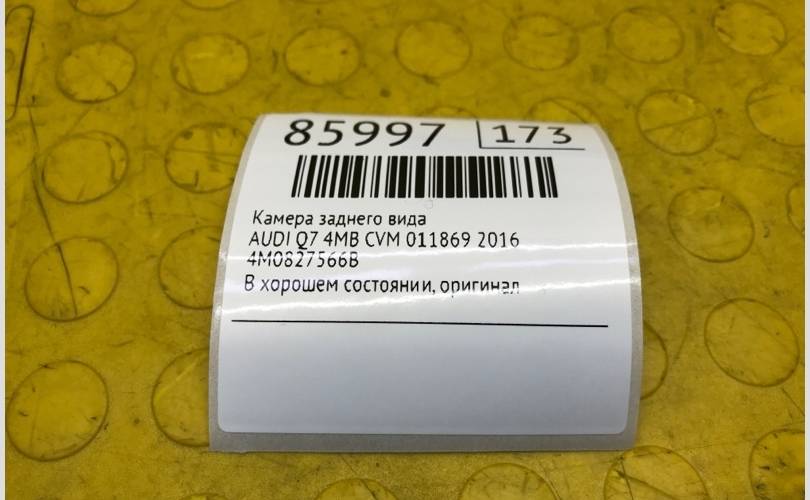 85997 173
Камера заднего вида
AUDI Q7 4MB CVM 011869 2016
4M0827566B
В хорошем состоянии, оригинал